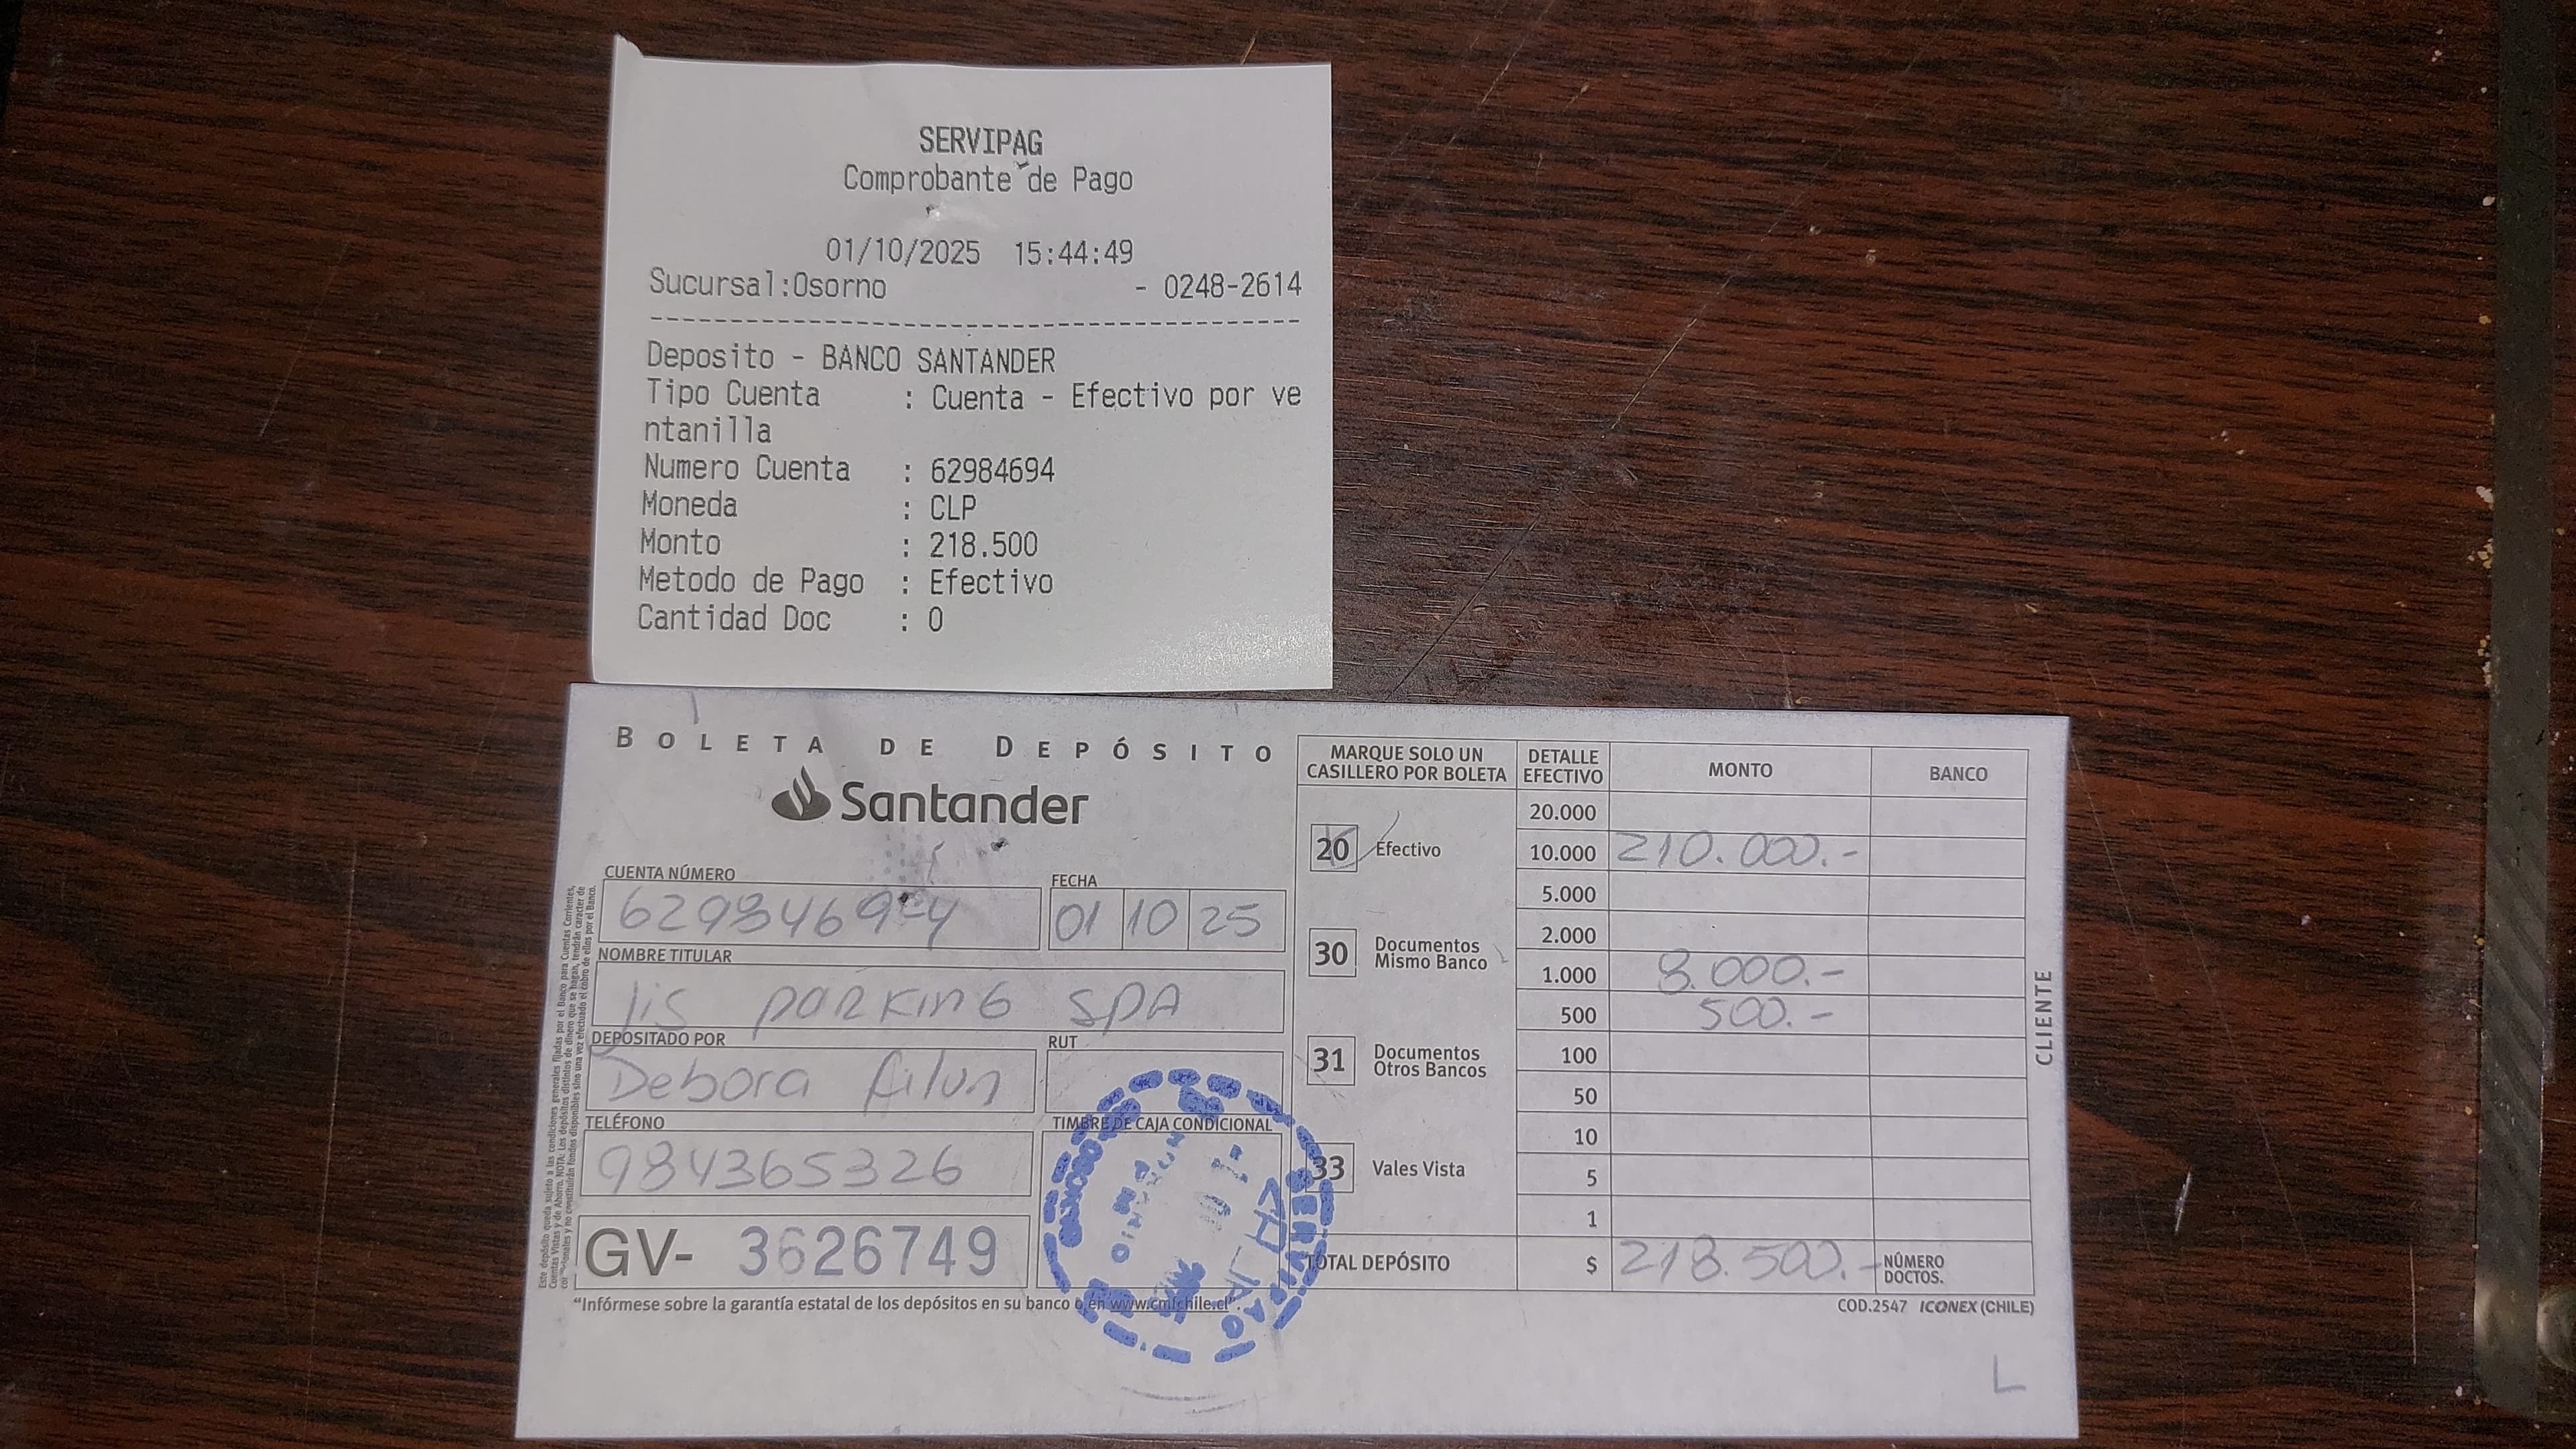 SERVIPAG
Comprobante de Pago
01/10/2025 15:44:49
Sucursal:Osorno - 0248-2614
----------------------------------------
Deposito - BANCO SANTANDER
Tipo Cuenta : Cuenta - Efectivo por ve
ntanilla
Numero Cuenta : 62984694
Moneda : CLP
Monto : 218.500
Metodo de Pago : Efectivo
Cantidad Doc : 0
BOLETA DE DEPÓSITO
Santander
CUENTA NÚMERO
6298469-4
FECHA
01 10 25
NOMBRE TITULAR
Jis parking SPA
DEPOSITADO POR
Debora
RUT
TELÉFONO
984365326
TIMBRE DE CAJA CONDICIONAL
GV- 3626749
"Infórmese sobre la garantía estatal de los depósitos en su banco o en www.cmfchile.cl".
MARQUE SOLO UN
CASILLERO POR BOLETA
20 Efectivo
30 Documentos
Mismo Banco
31 Documentos
Otros Bancos
33 Vales Vista
TOTAL DEPÓSITO
DETALLE
EFECTIVO MONTO BANCO
20.000
10.000 210.000.-
5.000
2.000
1.000 8.000.-
500 500.-
100
50
10
5
1
$ 218.500.- NÚMERO
DOCTOS.
CLIENTE
COD.2547 ICONEX (CHILE)
SERVIPAG